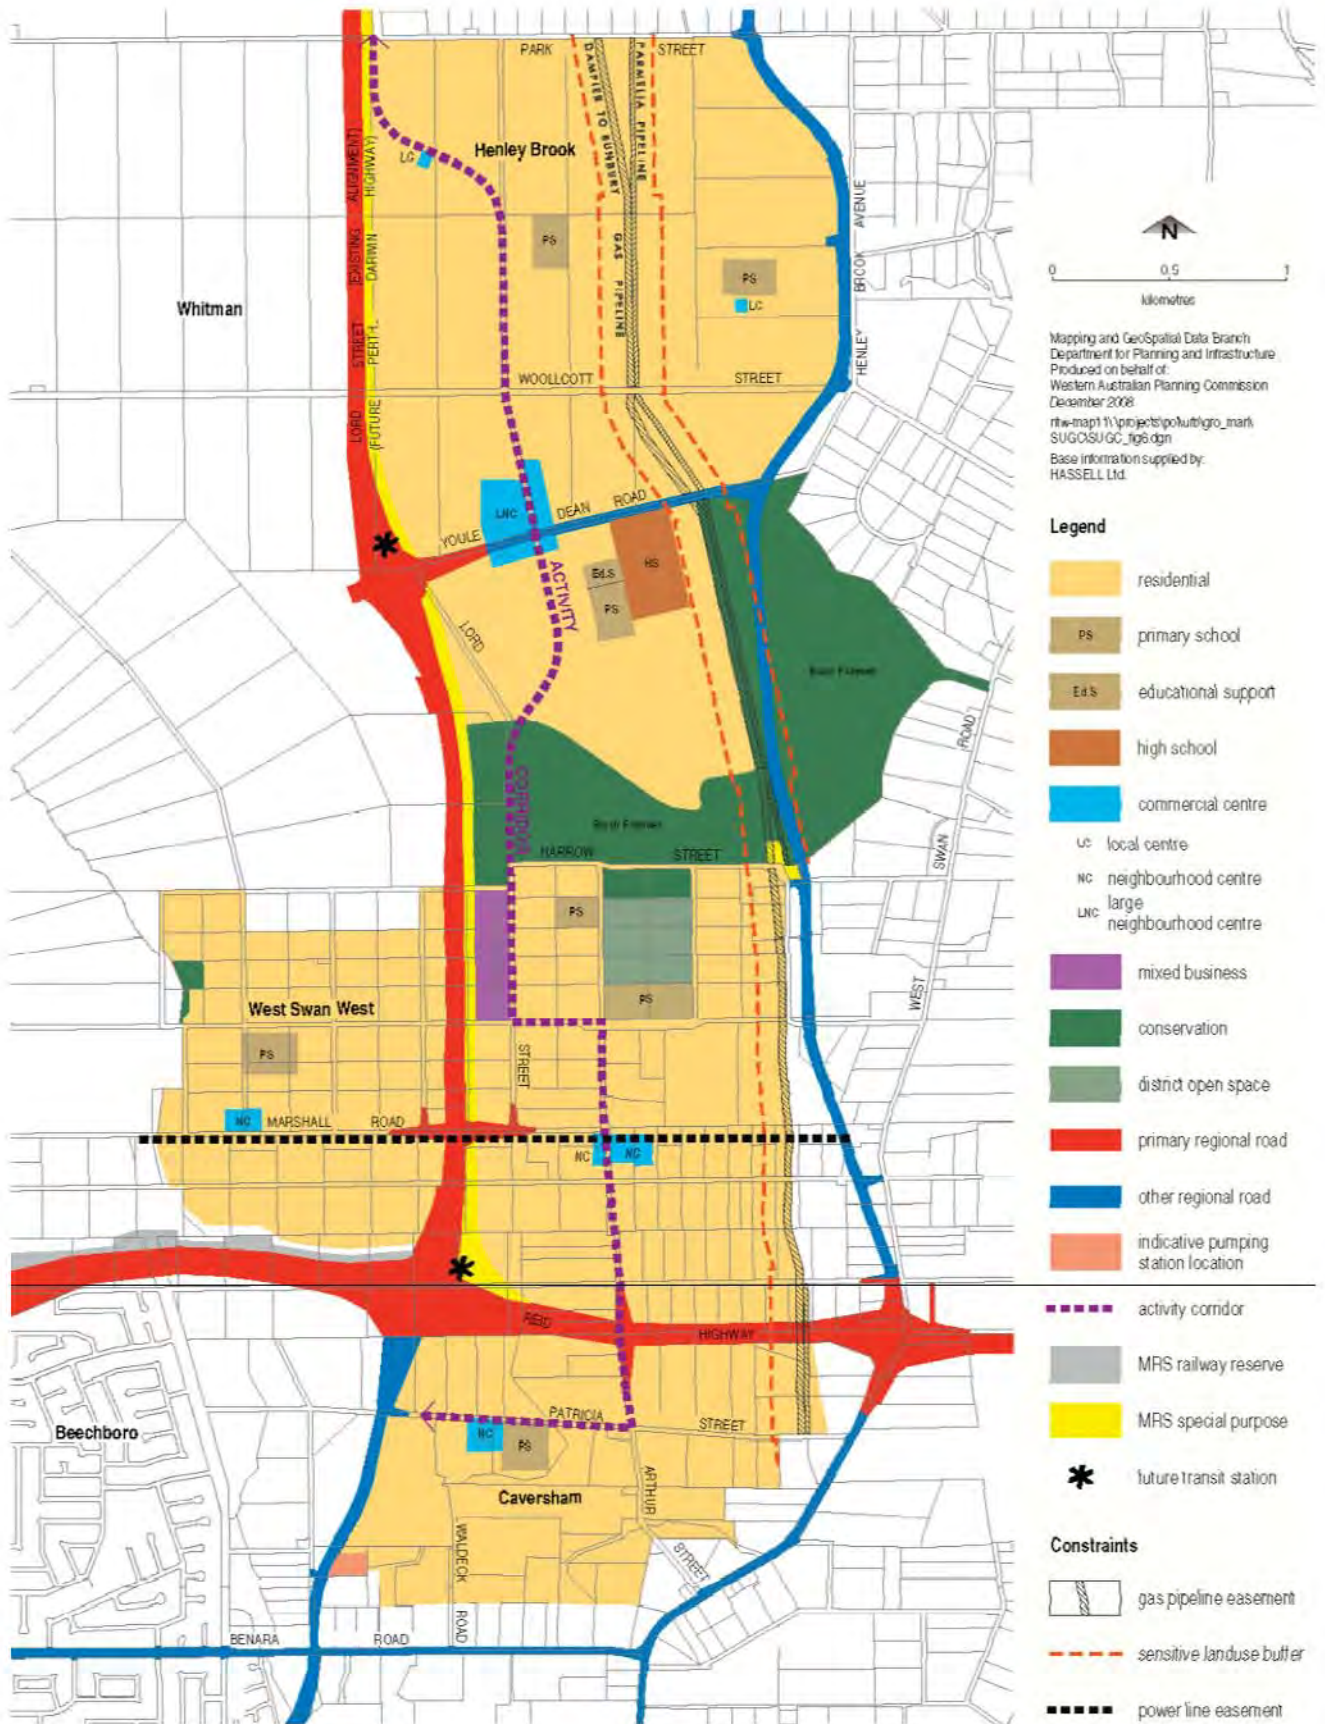 PARK
STREET
DAMPIER TO BUNBURY
PARMELIA PIPELINE
GAS PIPELINE
Henley Brook
LC
LORD STREET (EXISTING ALIGNMENT)
(FUTURE PERTH DARWIN HIGHWAY)
PS
PS
LC
HENLEY BROOK AVENUE
Whitman
WOOLLCOTT
STREET
LNC
YOULE
DEAN
ROAD
HS
Ed.S
PS
ACTIVITY
LORD
CORRIDOR
HARROW
STREET
WEST SWAN ROAD
PS
PS
West Swan West
PS
STREET
NC
MARSHALL
ROAD
NC
NC
REID
HIGHWAY
PATRICIA
STREET
NC
PS
Beechboro
Caversham
ARTHUR
STREET
WALDECK
ROAD
BENARA
ROAD
N
0
0.5
1
kilometres
Mapping and GeoSpatial Data Branch
Department for Planning and Infrastructure
Produced on behalf of:
Western Australian Planning Commission
December 2008
SUGC\SUGC_fig6.dgn
Base information supplied by:
HASSELL Ltd.
Legend
residential
PS primary school
Ed.S educational support
high school
commercial centre
LC local centre
NC neighbourhood centre
LNC large
neighbourhood centre
mixed business
conservation
district open space
primary regional road
other regional road
indicative pumping
station location
activity corridor
MRS railway reserve
MRS special purpose
future transit station
Constraints
gas pipeline easement
sensitive landuse buffer
power line easement